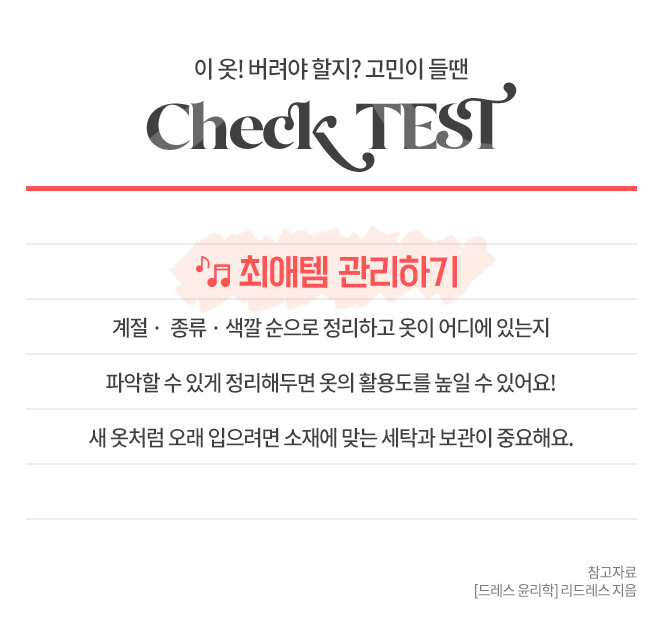 이 옷! 버려야 할지? 고민이 들땐
Check TEST
최애템 관리하기
계절 · 종류 · 색깔 순으로 정리하고 옷이 어디에 있는지
파악할 수 있게 정리해두면 옷의 활용도를 높일 수 있어요!
새 옷처럼 오래 입으려면 소재에 맞는 세탁과 보관이 중요해요.
참고자료
[드레스 윤리학] 리드레스 지음